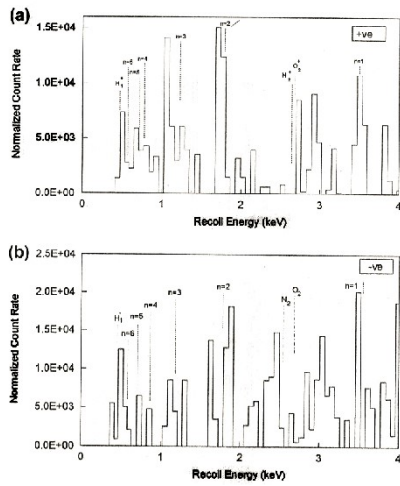 (a)
+ve
Normalized Count Rate
1.5E+04
1.0E+04
5.0E+03
0.0E+00
H₁⁺
n=6
n=5
n=4
n=3
n=2
H₂⁺
O₂⁺
n=1
0 1 2 3 4
Recoil Energy (keV)
(b)
-ve
Normalized Count Rate
2.5E+04
2.0E+04
1.5E+04
1.0E+04
5.0E+03
0.0E+00
n=6
n=5
n=4
n=3
n=2
N₂
O₂
n=1
0 1 2 3 4
Recoil Energy (keV)